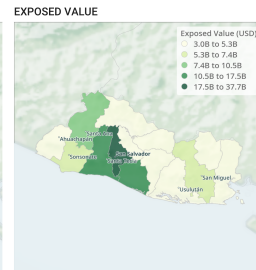 EXPOSED VALUE
Exposed Value (USD)
3.0B to 5.3B
5.3B to 7.4B
7.4B to 10.5B
10.5B to 17.5B
17.5B to 37.7B
Santa Ana
Ahuachapan
Sonsonate
San Salvador
Santa Tecla
San Miguel
Usulután